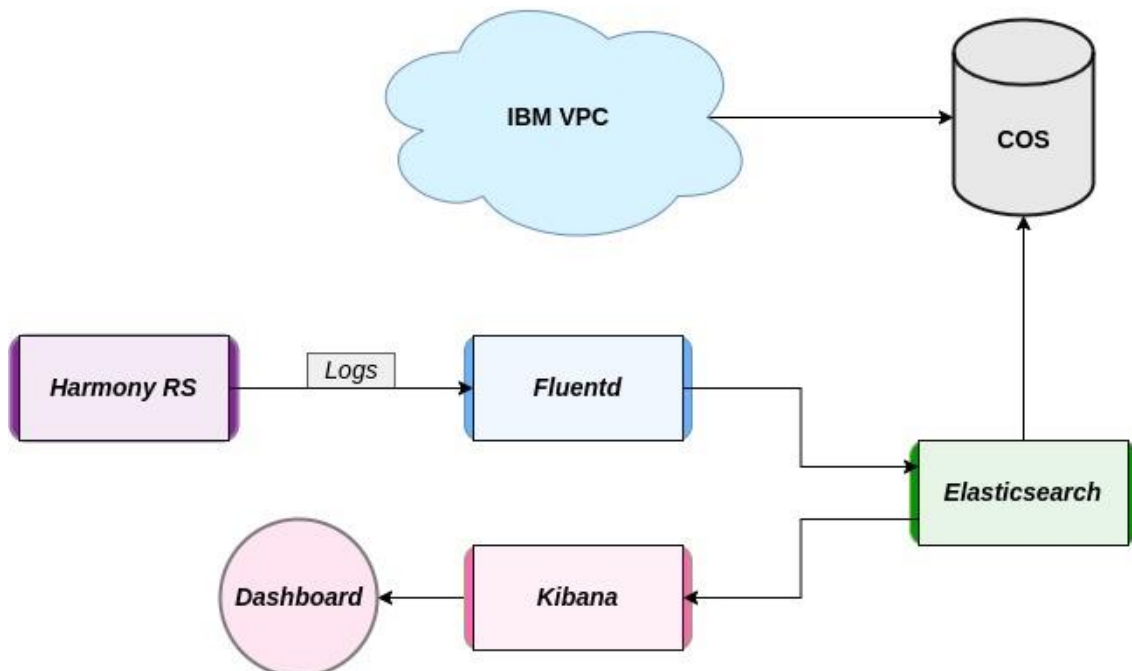 IBM VPC
COS
Harmony RS
Logs
Fluentd
Elasticsearch
Dashboard
Kibana